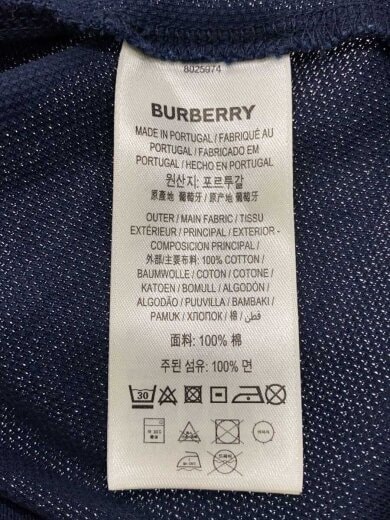 8025974
BURBERRY
MADE IN PORTUGAL / FABRIQUÉ AU
PORTUGAL / FABRICADO EM
PORTUGAL / HECHO EN PORTUGAL
원산지: 포르투갈
原產地 葡萄牙 / 原产地 葡萄牙
OUTER / MAIN FABRIC / TISSU
EXTÉRIEUR / PRINCIPAL / EXTERIOR -
COMPOSICIÓN PRINCIPAL /
外部/主要布料: 100% COTTON /
BAUMWOLLE / COTON / COTONE /
KATOEN / BOMULL / ALGODÓN /
ALGODÃO / PUUVILLA / BAMBAKI /
PAMUK / ХЛОПОК / 棉 / قطن /
面料: 100% 棉
주된 섬유: 100% 면
30